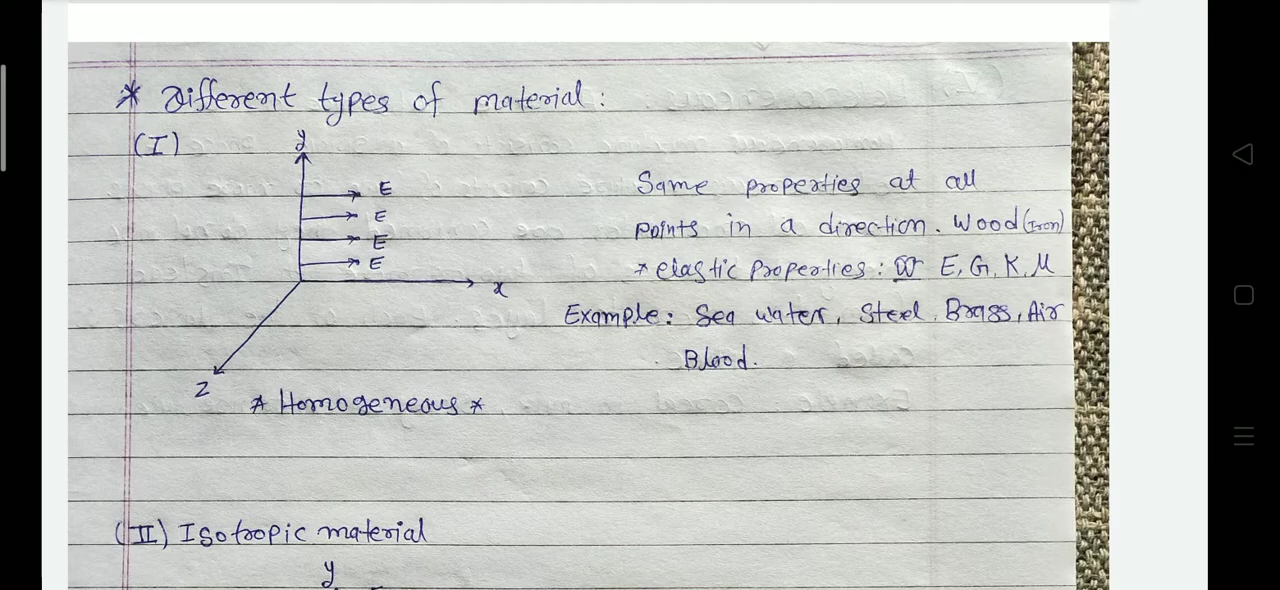 * Different types of material :
(I)
y
E
E
E
E
x
z
* Homogeneous *
Same properties at all
points in a direction. Wood (Iron)
* elastic Properties : E, G, K, M
Example : Sea water, Steel, Brass, Air
Blood.
(II) Isotropic material
y